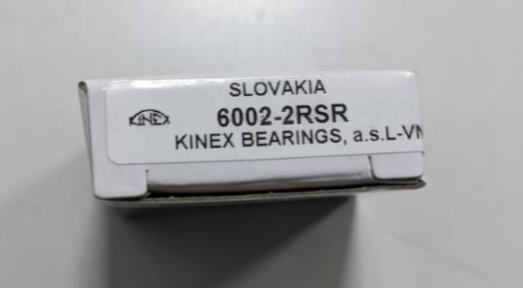 SLOVAKIA
KINEX
6002-2RSR
KINEX BEARINGS, a.s.L-VN